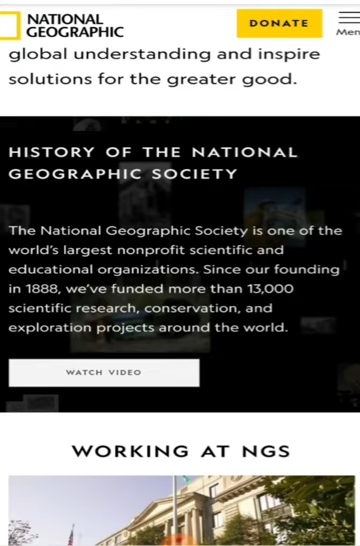 NATIONAL
GEOGRAPHIC
DONATE
Men
global understanding and inspire
solutions for the greater good.
HISTORY OF THE NATIONAL
GEOGRAPHIC SOCIETY
The National Geographic Society is one of the
world's largest nonprofit scientific and
educational organizations. Since our founding
in 1888, we've funded more than 13,000
scientific research, conservation, and
exploration projects around the world.
WATCH VIDEO
WORKING AT NGS